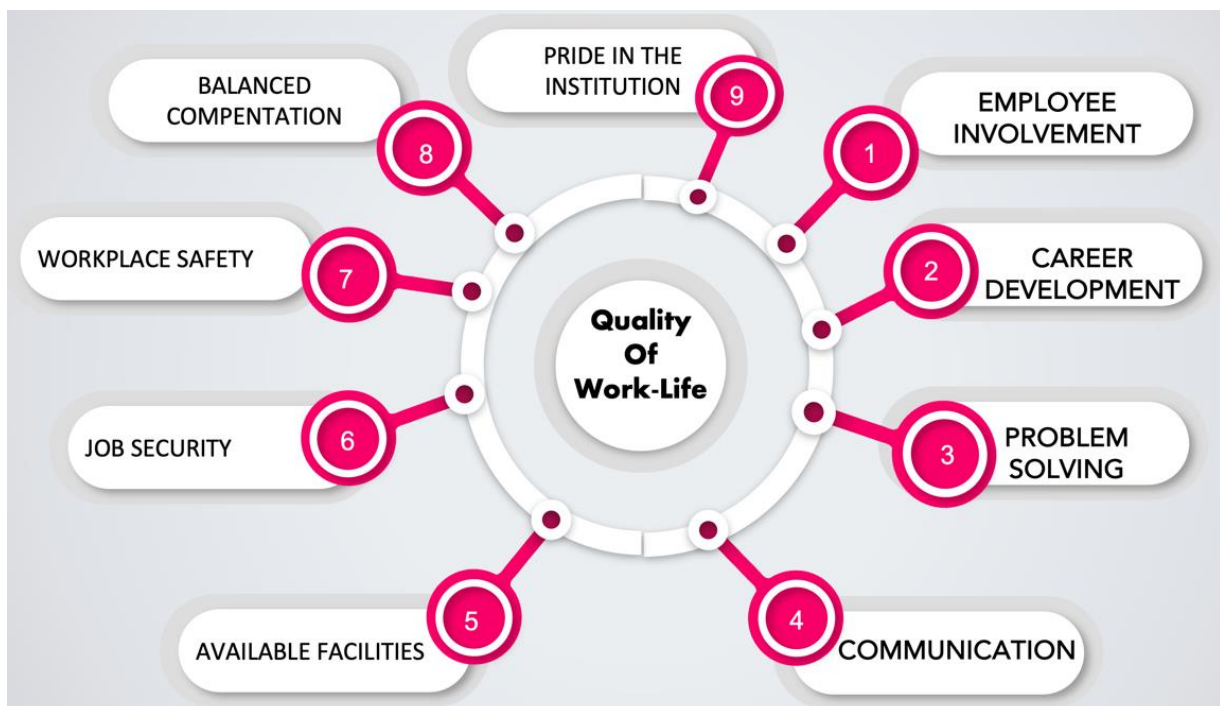 Quality
Of
Work-Life
1
EMPLOYEE
INVOLVEMENT
2
CAREER
DEVELOPMENT
3
PROBLEM
SOLVING
4
COMMUNICATION
5
AVAILABLE FACILITIES
6
JOB SECURITY
7
WORKPLACE SAFETY
8
BALANCED
COMPENTATION
9
PRIDE IN THE
INSTITUTION